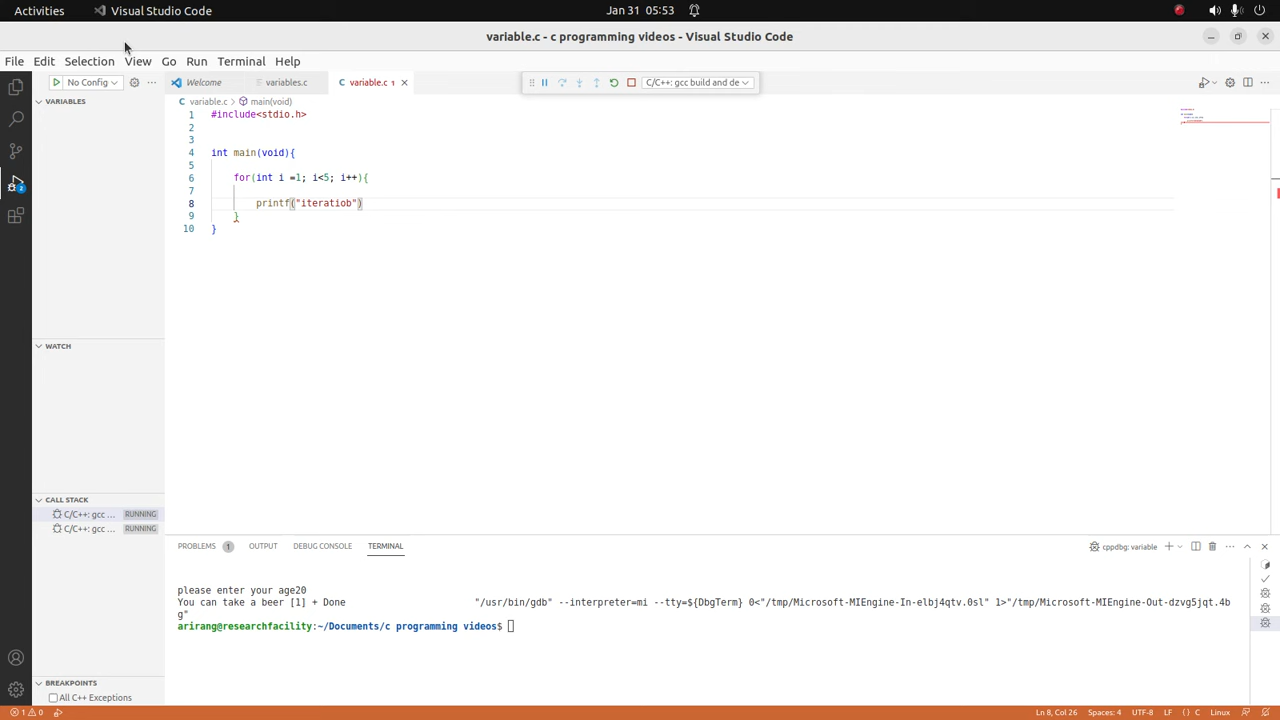 Activities Visual Studio Code Jan 31 05:53
variable.c - c programming videos - Visual Studio Code
File Edit Selection View Go Run Terminal Help
No Config Welcome variables.c variable.c 1 C/C++: gcc build and de
VARIABLES
variable.c > main(void)
1 #include<stdio.h>
2
3
4 int main(void){
5
6 for(int i =1; i<5; i++){
7
8 printf("iteratiob")
9 }
10 }
WATCH
CALL STACK
C/C++: gcc ... RUNNING
C/C++: gcc ... RUNNING
PROBLEMS 1 OUTPUT DEBUG CONSOLE TERMINAL cppdbg: variable
please enter your age20
You can take a beer [1] + Done "/usr/bin/gdb" --interpreter=mi --tty=${DbgTerm} 0<"/tmp/Microsoft-MIEngine-In-elbj4qtv.0sl" 1>"/tmp/Microsoft-MIEngine-Out-dzvg5jqt.4b
g"
arirang@researchfacility:~/Documents/c programming videos$
BREAKPOINTS
All C++ Exceptions
1 0 Ln 8, Col 26 Spaces: 4 UTF-8 LF {} C Linux